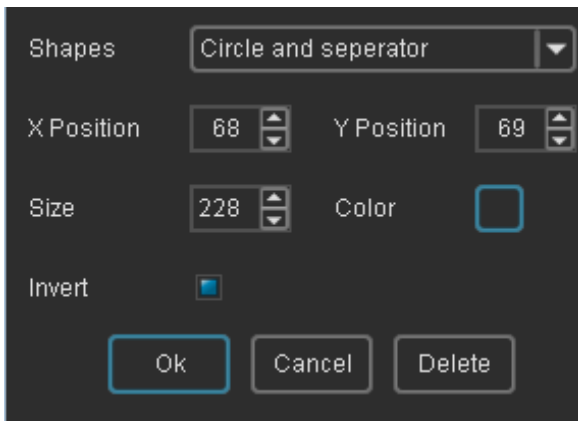 Shapes Circle and seperator
X Position 68 Y Position 69
Size 228 Color
Invert
Ok Cancel Delete